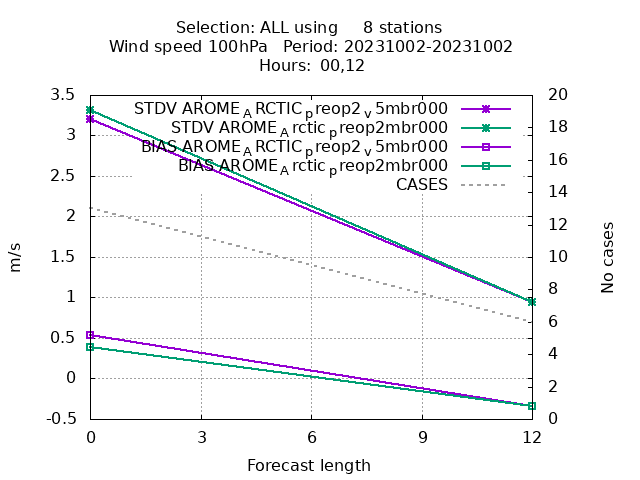 Selection: ALL using     8 stations
Wind speed 100hPa   Period: 20231002-20231002
Hours: 00,12
3.5
3
2.5
2
1.5
1
0.5
0
-0.5
m/s
STDV AROME_ARCTIC_preop2_v5mbr000
STDV AROME_Arctic_preop2mbr000
BIAS AROME_ARCTIC_preop2_v5mbr000
BIAS AROME_Arctic_preop2mbr000
CASES
20
18
16
14
12
10
8
6
4
2
0
No cases
0 3 6 9 12
Forecast length